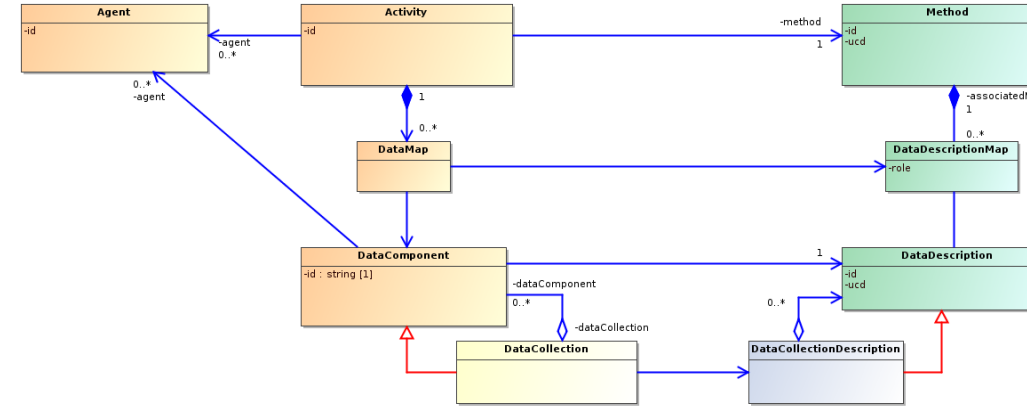 Agent
-id
Activity
-id
Method
-id
-ucd
-agent
0..*
-method
1
0..*
-agent
1
0..*
1
0..*
DataMap
DataDescriptionMap
-role
DataComponent
-id : string [1]
1
DataDescription
-id
-ucd
-dataComponent
0..*
-dataCollection
0..*
DataCollection
DataCollectionDescription